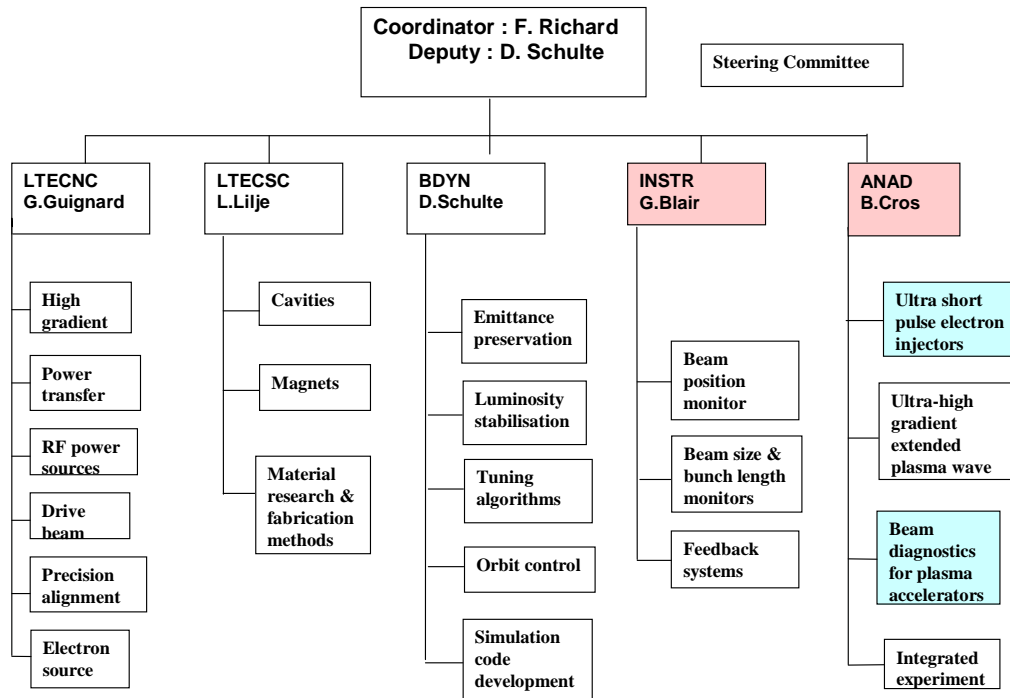 Coordinator : F. Richard
Deputy : D. Schulte
Steering Committee
LTECNC
G.Guignard
LTECSC
L.Lilje
BDYN
D.Schulte
INSTR
G.Blair
ANAD
B.Cros
High
gradient
Power
transfer
RF power
sources
Drive
beam
Precision
alignment
Electron
source
Cavities
Magnets
Material
research &
fabrication
methods
Emittance
preservation
Luminosity
stabilisation
Tuning
algorithms
Orbit control
Simulation
code
development
Beam
position
monitor
Beam size &
bunch length
monitors
Feedback
systems
Ultra short
pulse electron
injectors
Ultra-high
gradient
extended
plasma wave
Beam
diagnostics
for plasma
accelerators
Integrated
experiment